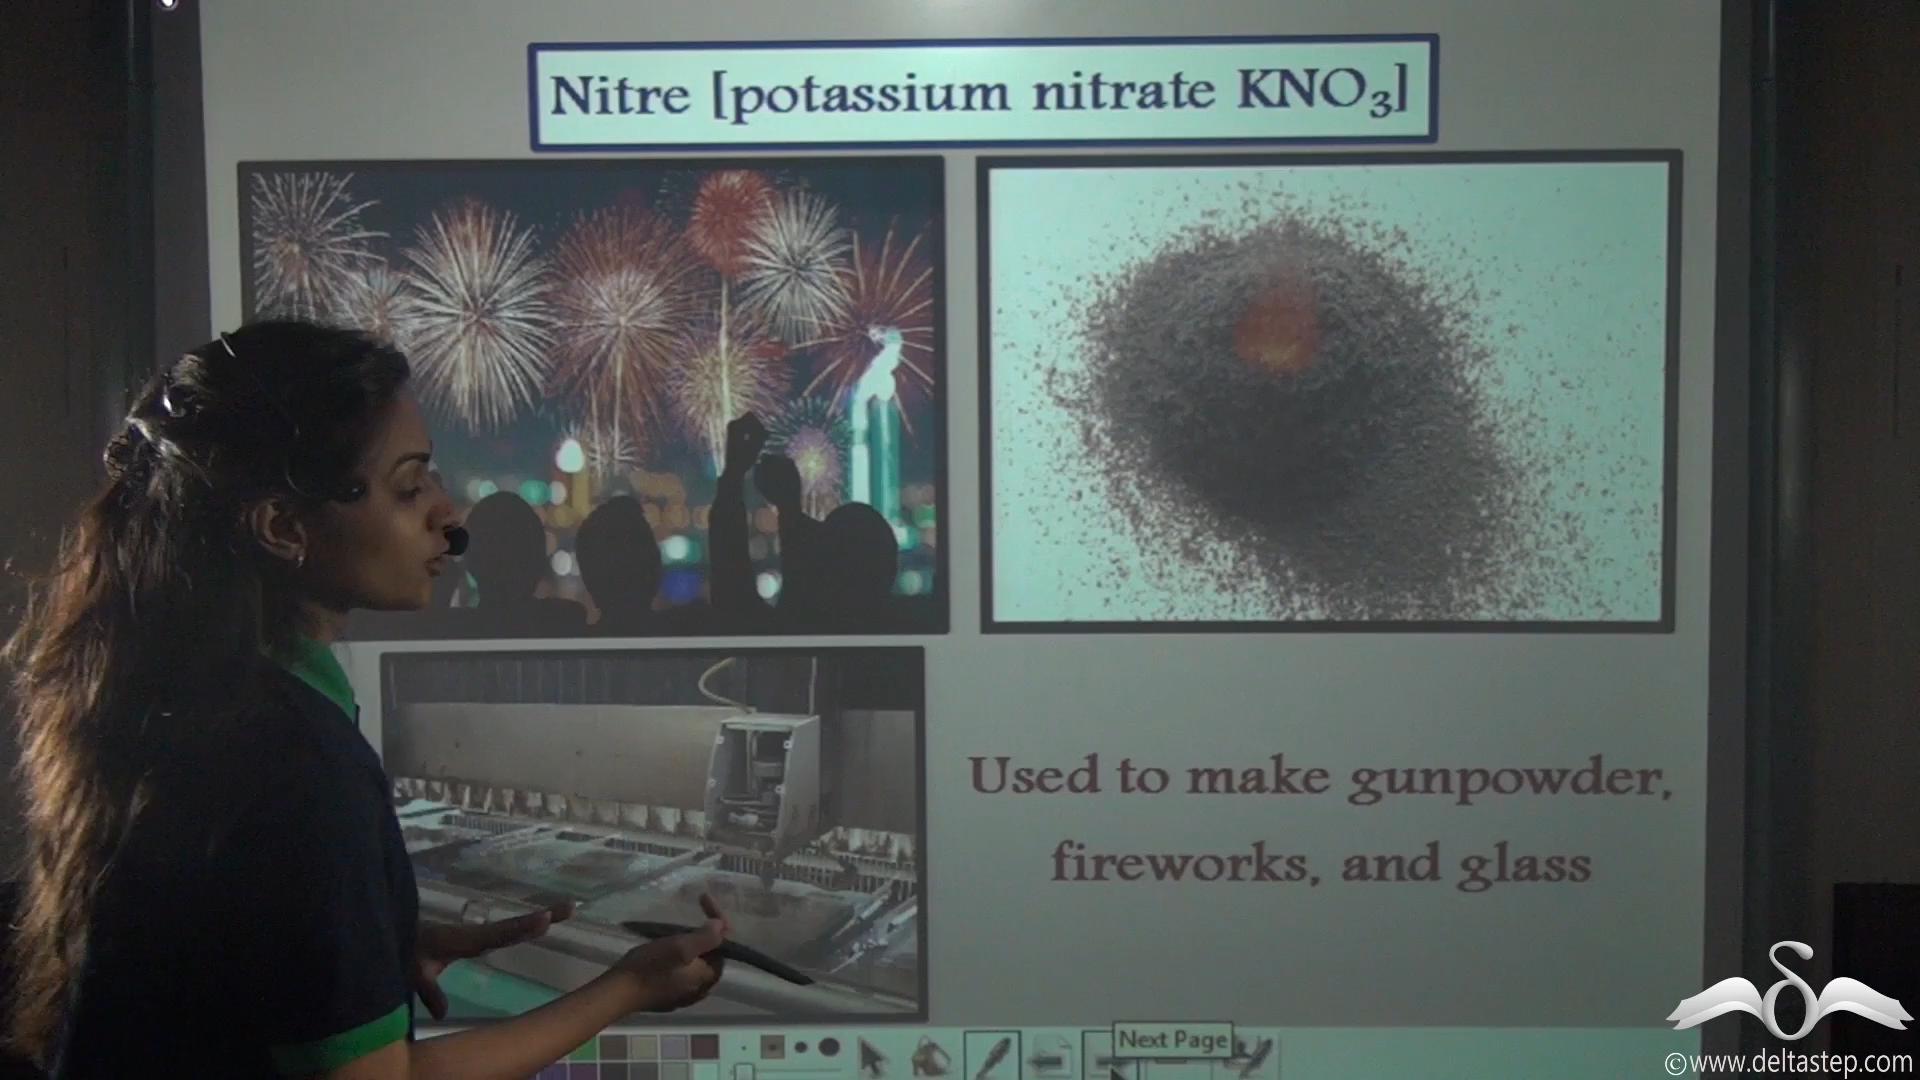 Nitre [potassium nitrate KNO₃]
Used to make gunpowder,
fireworks, and glass
Next Page
©www.deltastep.com